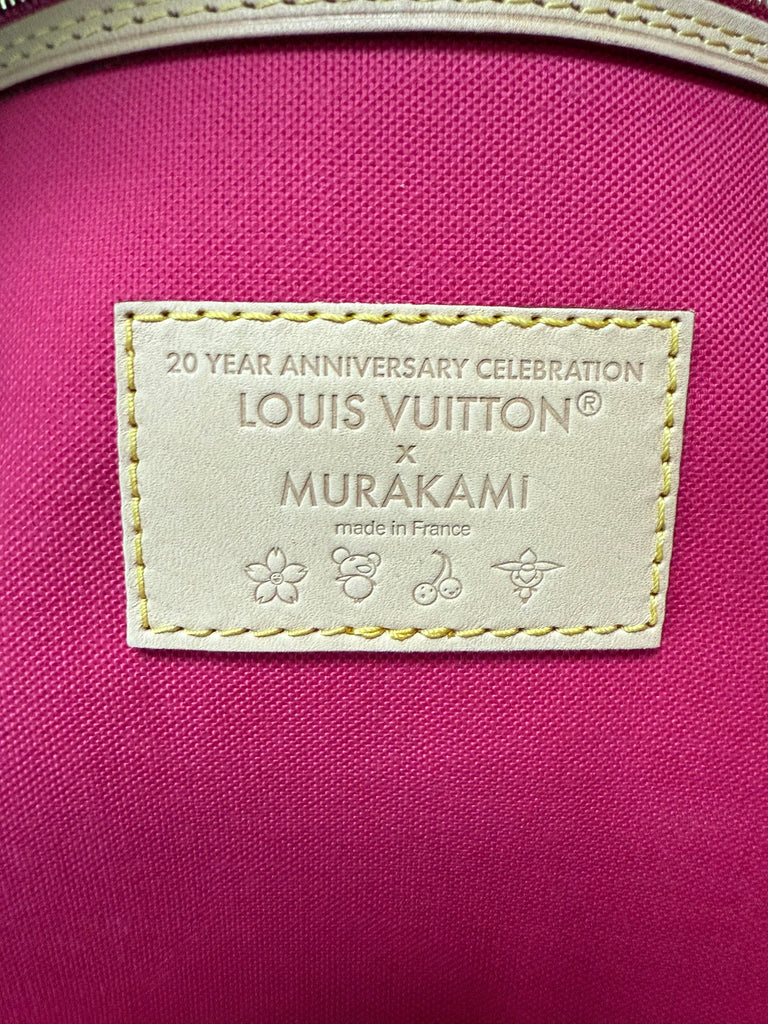 20 YEAR ANNIVERSARY CELEBRATION
LOUIS VUITTON®
x
MURAKAMI
made in France